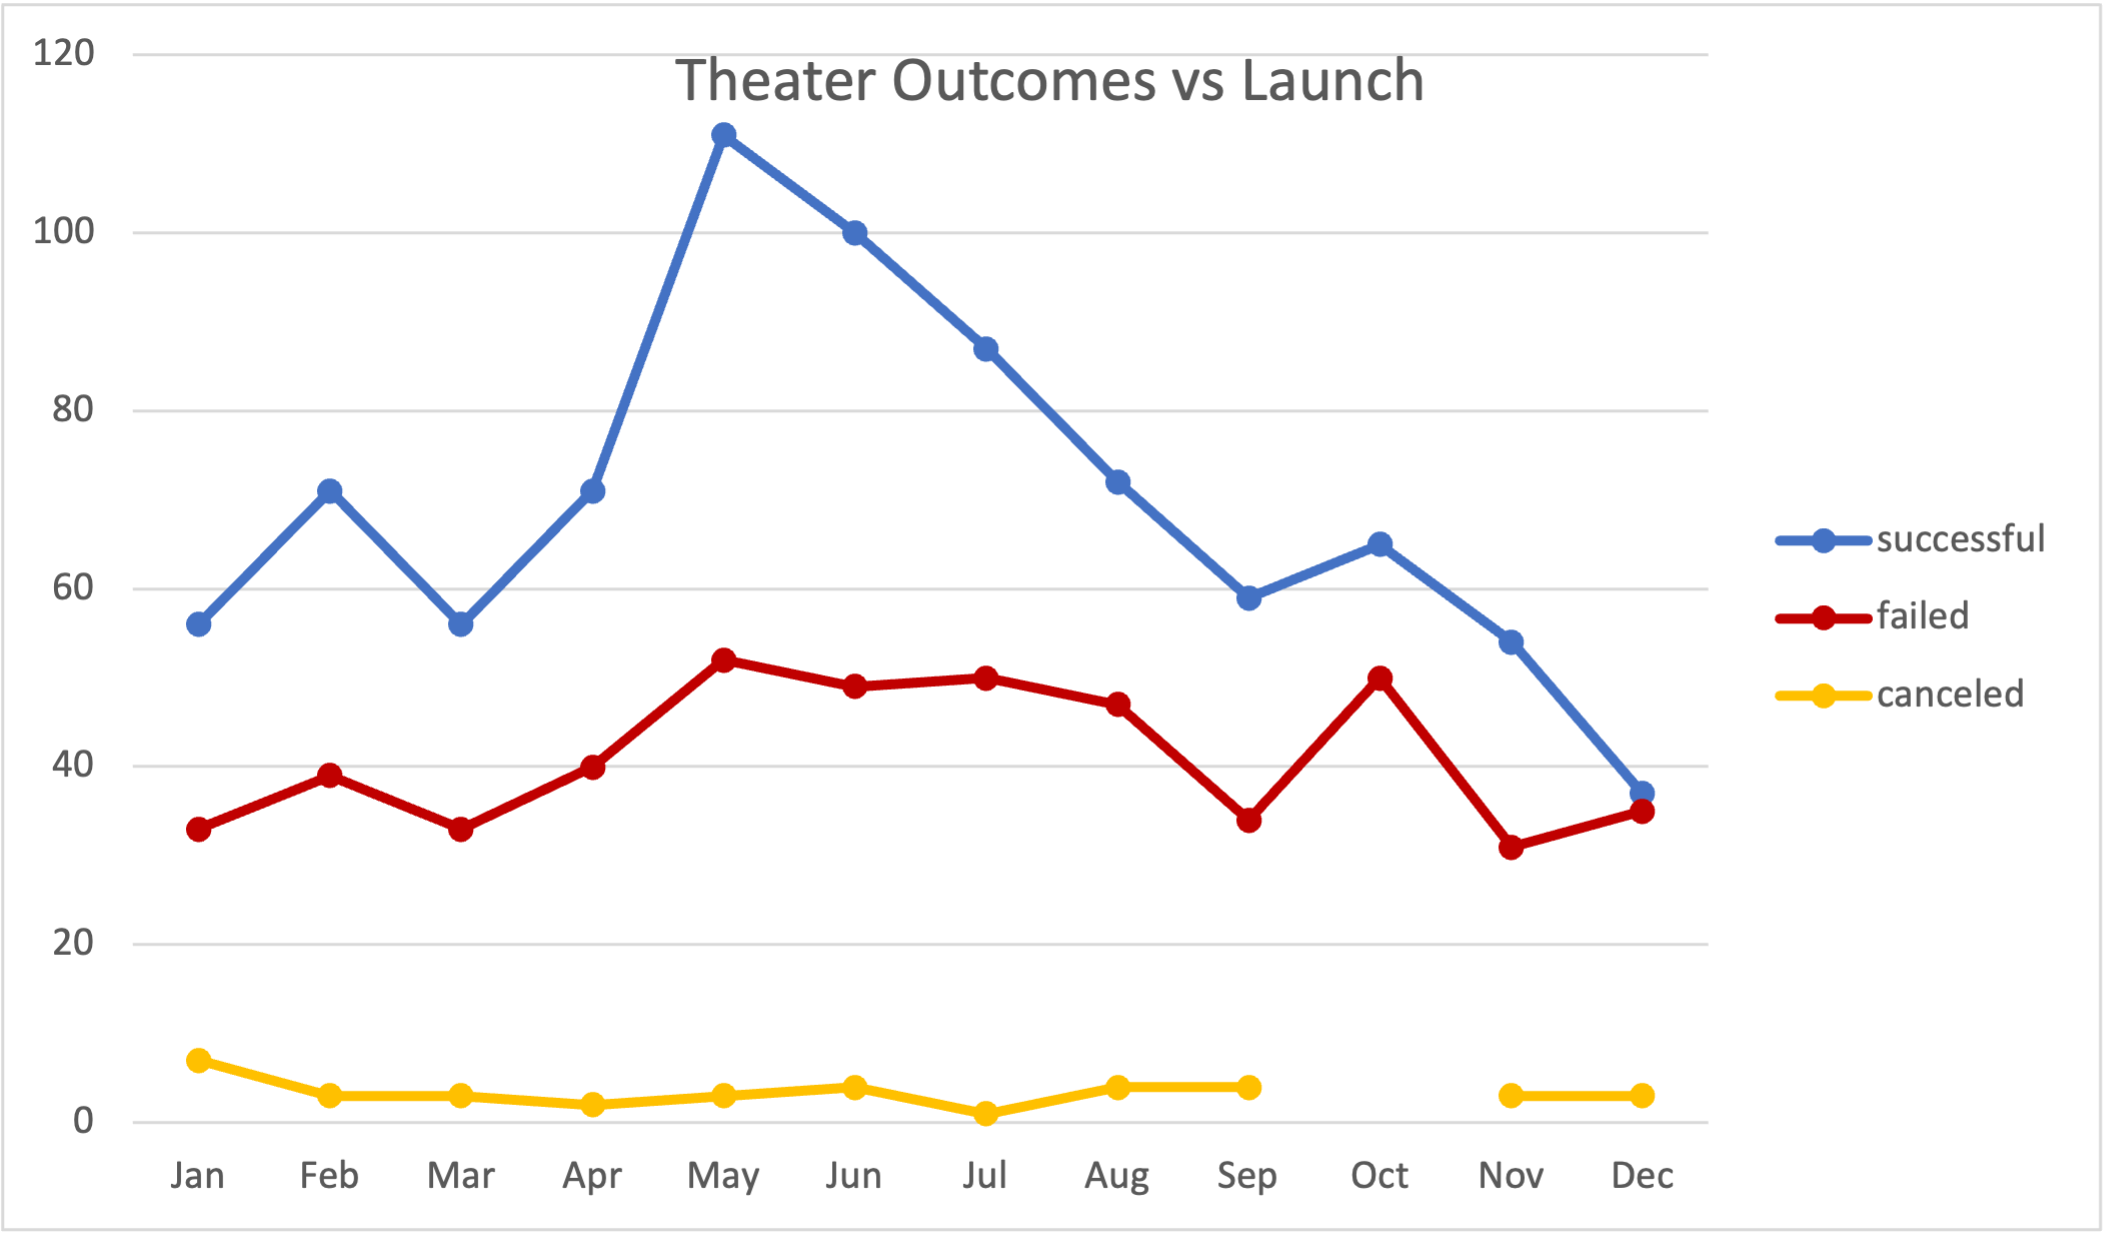 Theater Outcomes vs Launch
120
100
80
60
40
20
0
Jan Feb Mar Apr May Jun Jul Aug Sep Oct Nov Dec
successful
failed
canceled